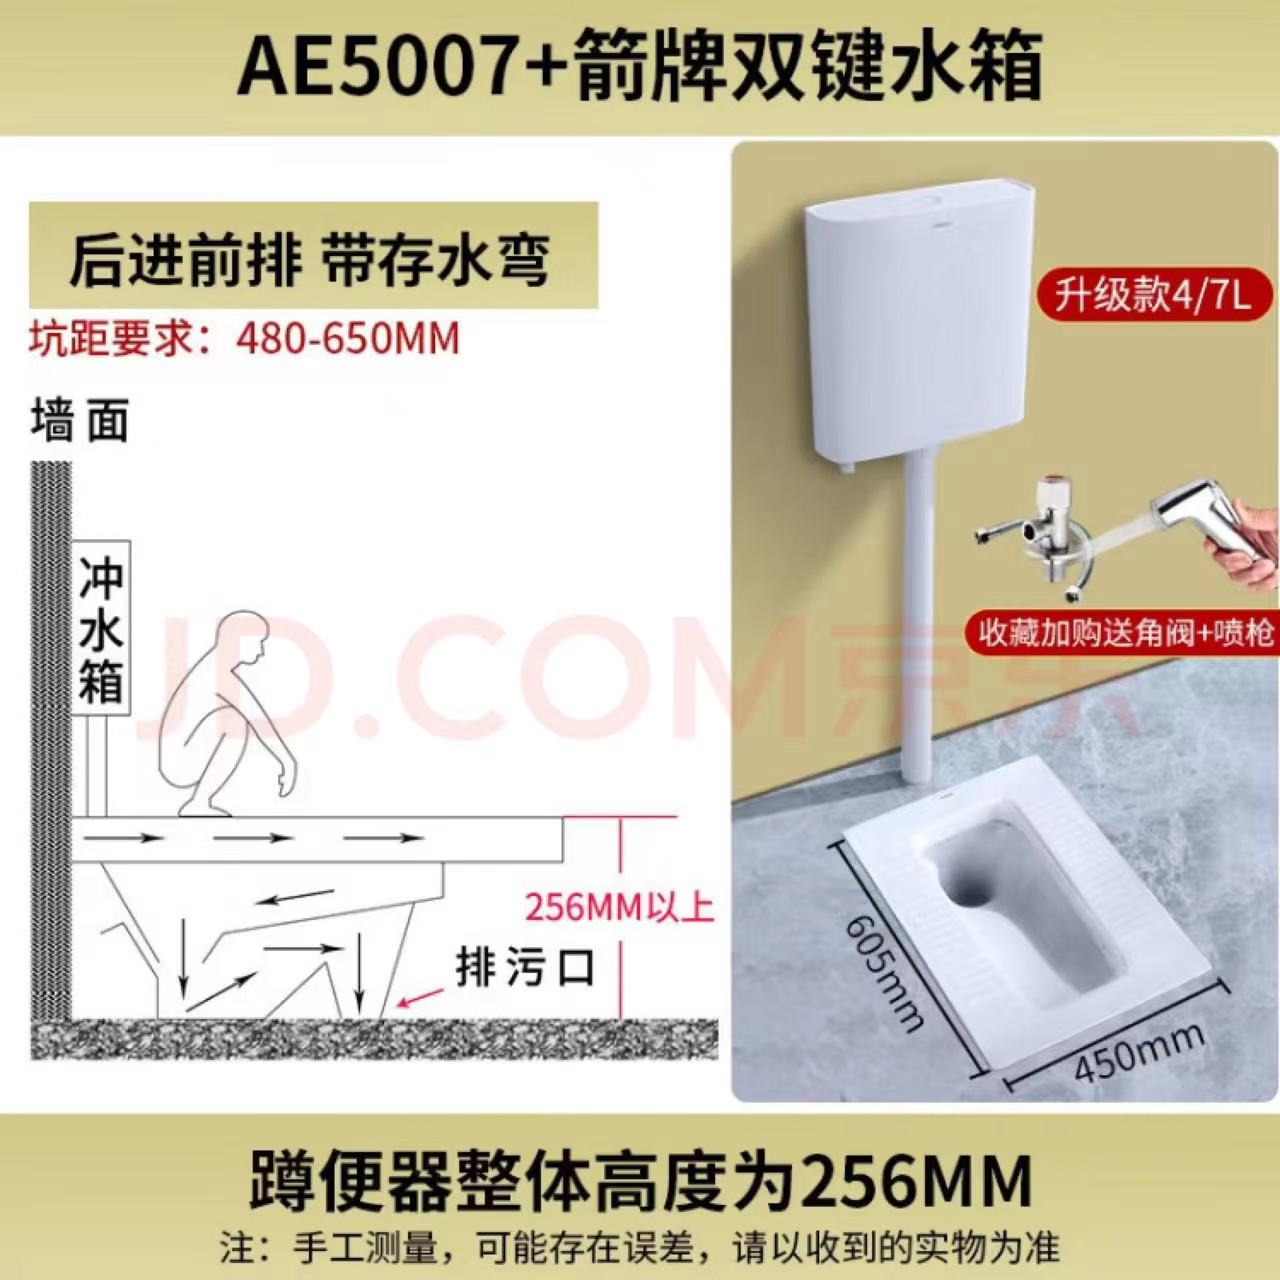 AE5007+箭牌双键水箱
后进前排 带存水弯
坑距要求：480-650MM
墙面
冲水箱
256MM以上
排污口
升级款4/7L
收藏加购送角阀+喷枪
605mm
450mm
JD.COM京东
蹲便器整体高度为256MM
注：手工测量，可能存在误差，请以收到的实物为准